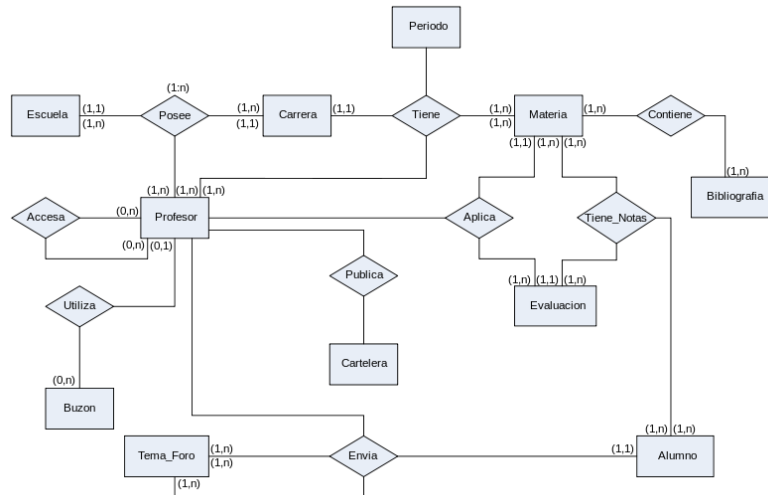 Periodo
(1:n)
Escuela
(1,1)
(1,n)
Posee
(1,n)
(1,1)
Carrera
(1,1)
Tiene
(1,n)
(1,n)
Materia
(1,n)
Contiene
(1,1)
(1,n)
(1,n)
(1,n)
Bibliografia
(1,n)
(1,n)
(1,n)
Accesa
(0,n)
Profesor
Aplica
Tiene_Notas
(0,n)
(0,1)
Publica
Utiliza
(1,n)
(1,1)
(1,n)
Evaluacion
Cartelera
(0,n)
Buzon
(1,n)
(1,n)
Tema_Foro
(1,n)
(1,n)
Envia
(1,1)
Alumno
(1,n)